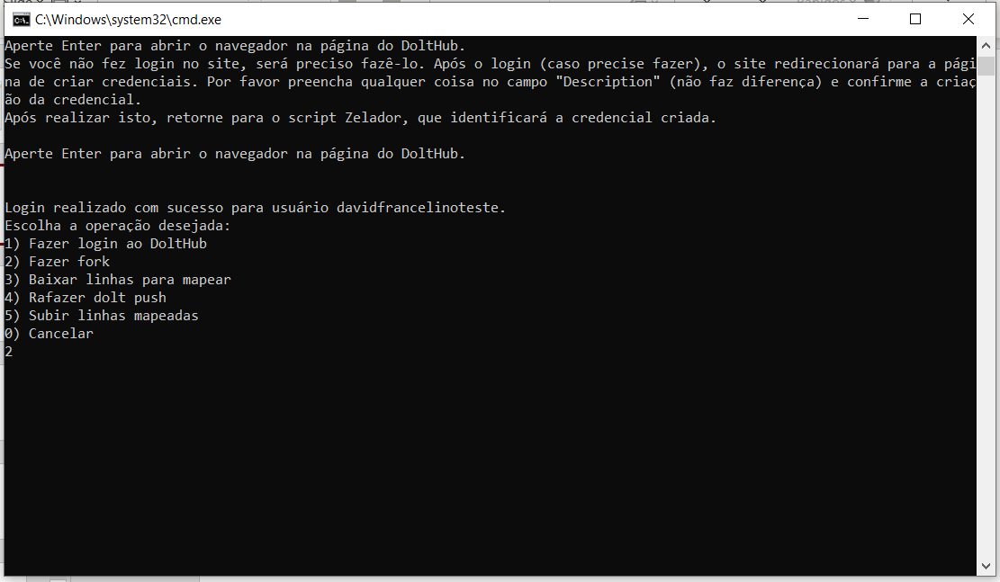 C:\Windows\system32\cmd.exe
Aperte Enter para abrir o navegador na página do DoltHub.
Se você não fez login no site, será preciso fazê-lo. Após o login (caso precise fazer), o site redirecionará para a pági
na de criar credenciais. Por favor preencha qualquer coisa no campo "Description" (não faz diferença) e confirme a criaç
ão da credencial.
Após realizar isto, retorne para o script Zelador, que identificará a credencial criada.
Aperte Enter para abrir o navegador na página do DoltHub.
Login realizado com sucesso para usuário davidfrancelinoteste.
Escolha a operação desejada:
1) Fazer login ao DoltHub
2) Fazer fork
3) Baixar linhas para mapear
4) Rafazer dolt push
5) Subir linhas mapeadas
0) Cancelar
2